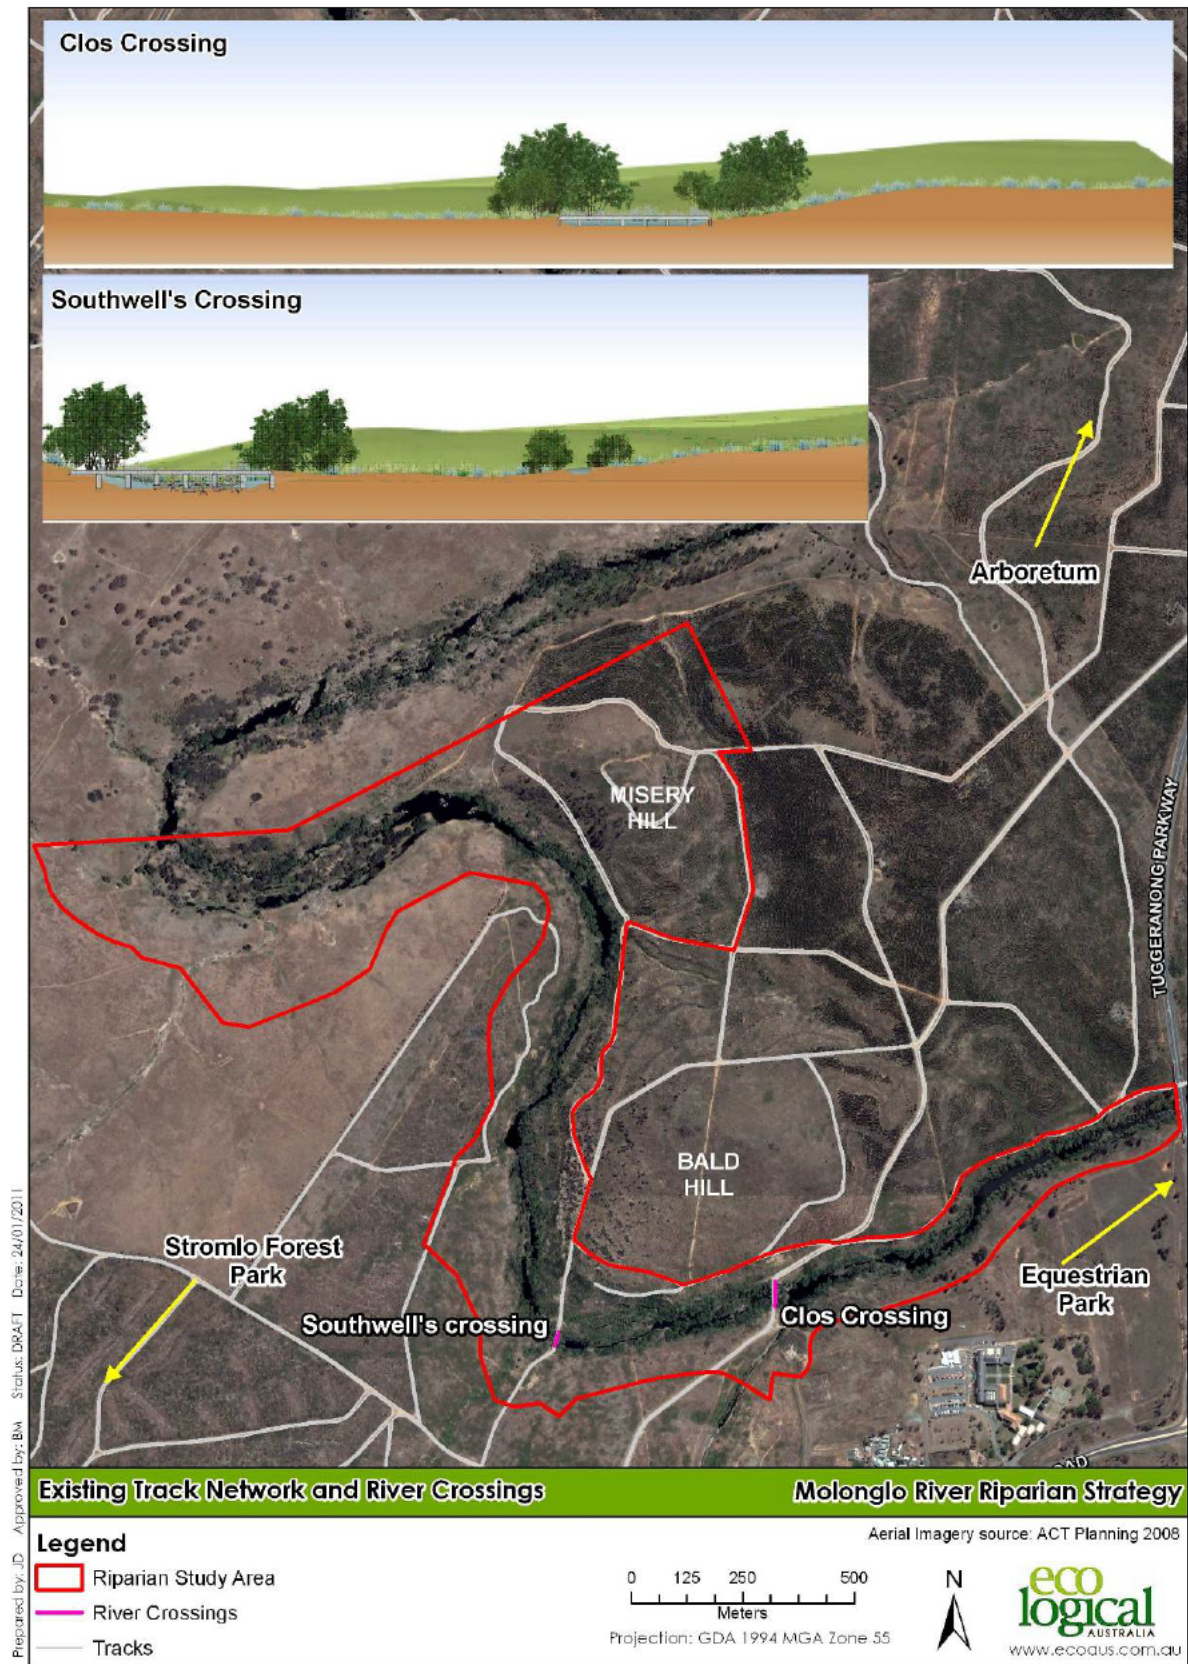 Clos Crossing
Southwell's Crossing
Arboretum
MISERY
HILL
TUGGERANONG PARKWAY
BALD
HILL
Stromlo Forest
Park
Equestrian
Park
Southwell's crossing
Clos Crossing
OAD
Prepared by: JD Approved by: BM Status: DRAFT Date: 24/01/2011
Existing Track Network and River Crossings
Molonglo River Riparian Strategy
Legend
Riparian Study Area
River Crossings
Tracks
Aerial Imagery source: ACT Planning 2008
0 125 250 500
Meters
Projection: GDA 1994 MGA Zone 55
N
eco
logical
AUSTRALIA
www.ecoaus.com.au